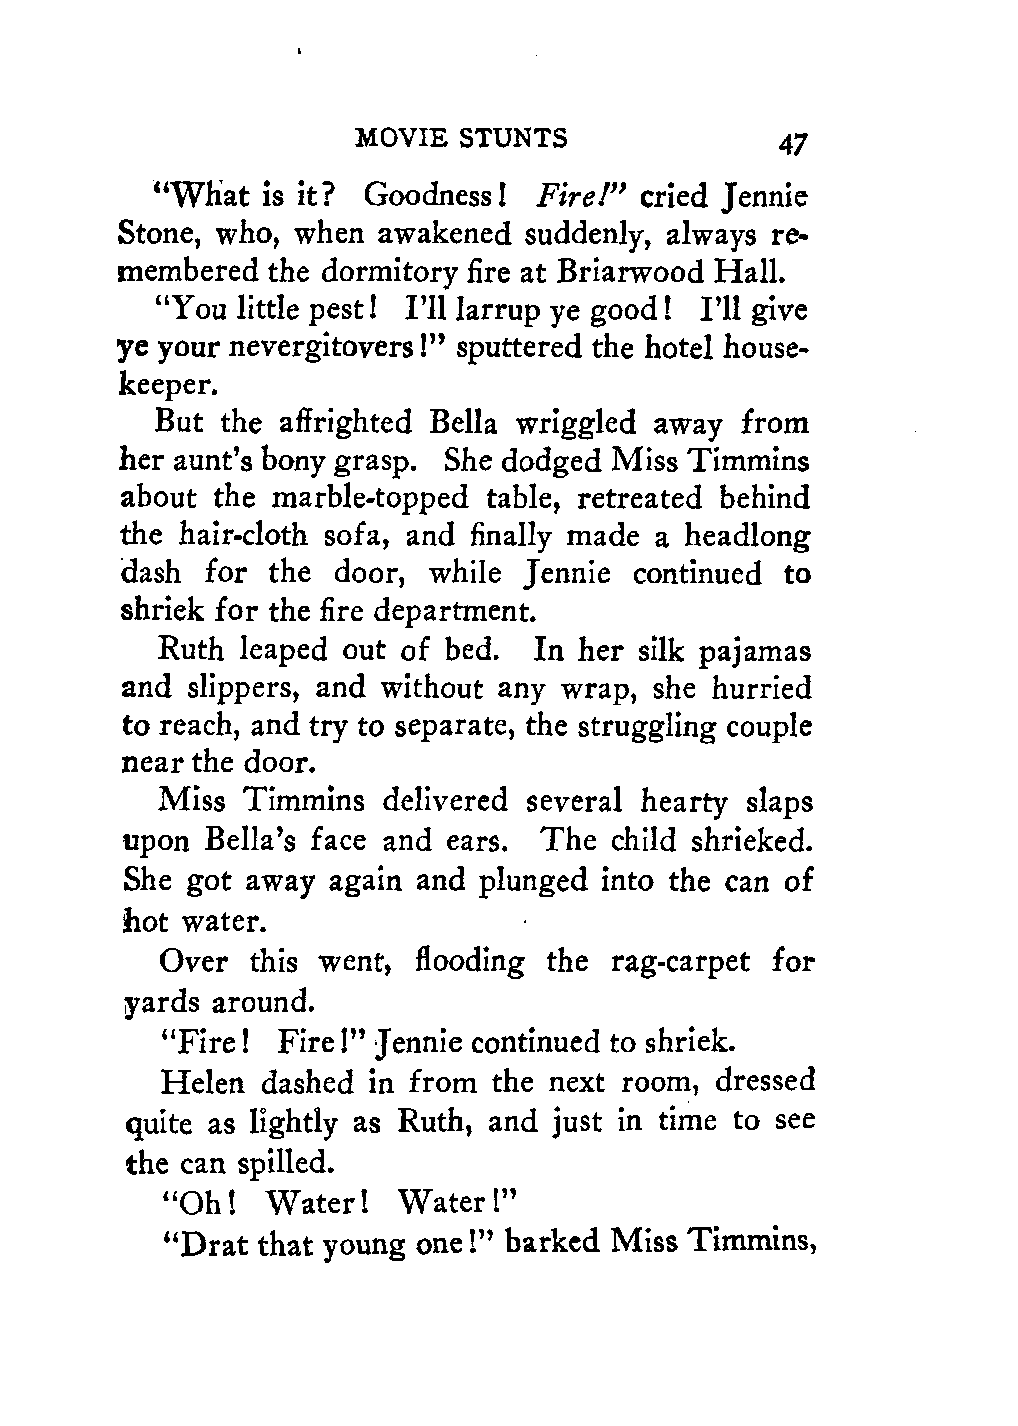 MOVIE STUNTS 47
“What is it? Goodness! Fire!” cried Jennie
Stone, who, when awakened suddenly, always re-
membered the dormitory fire at Briarwood Hall.
“You little pest! I’ll larrup ye good! I’ll give
ye your nevergitovers!” sputtered the hotel house-
keeper.
But the affrighted Bella wriggled away from
her aunt’s bony grasp. She dodged Miss Timmins
about the marble-topped table, retreated behind
the hair-cloth sofa, and finally made a headlong
dash for the door, while Jennie continued to
shriek for the fire department.
Ruth leaped out of bed. In her silk pajamas
and slippers, and without any wrap, she hurried
to reach, and try to separate, the struggling couple
near the door.
Miss Timmins delivered several hearty slaps
upon Bella’s face and ears. The child shrieked.
She got away again and plunged into the can of
hot water.
Over this went, flooding the rag-carpet for
yards around.
“Fire! Fire!” Jennie continued to shriek.
Helen dashed in from the next room, dressed
quite as lightly as Ruth, and just in time to see
the can spilled.
“Oh! Water! Water!”
“Drat that young one!” barked Miss Timmins,